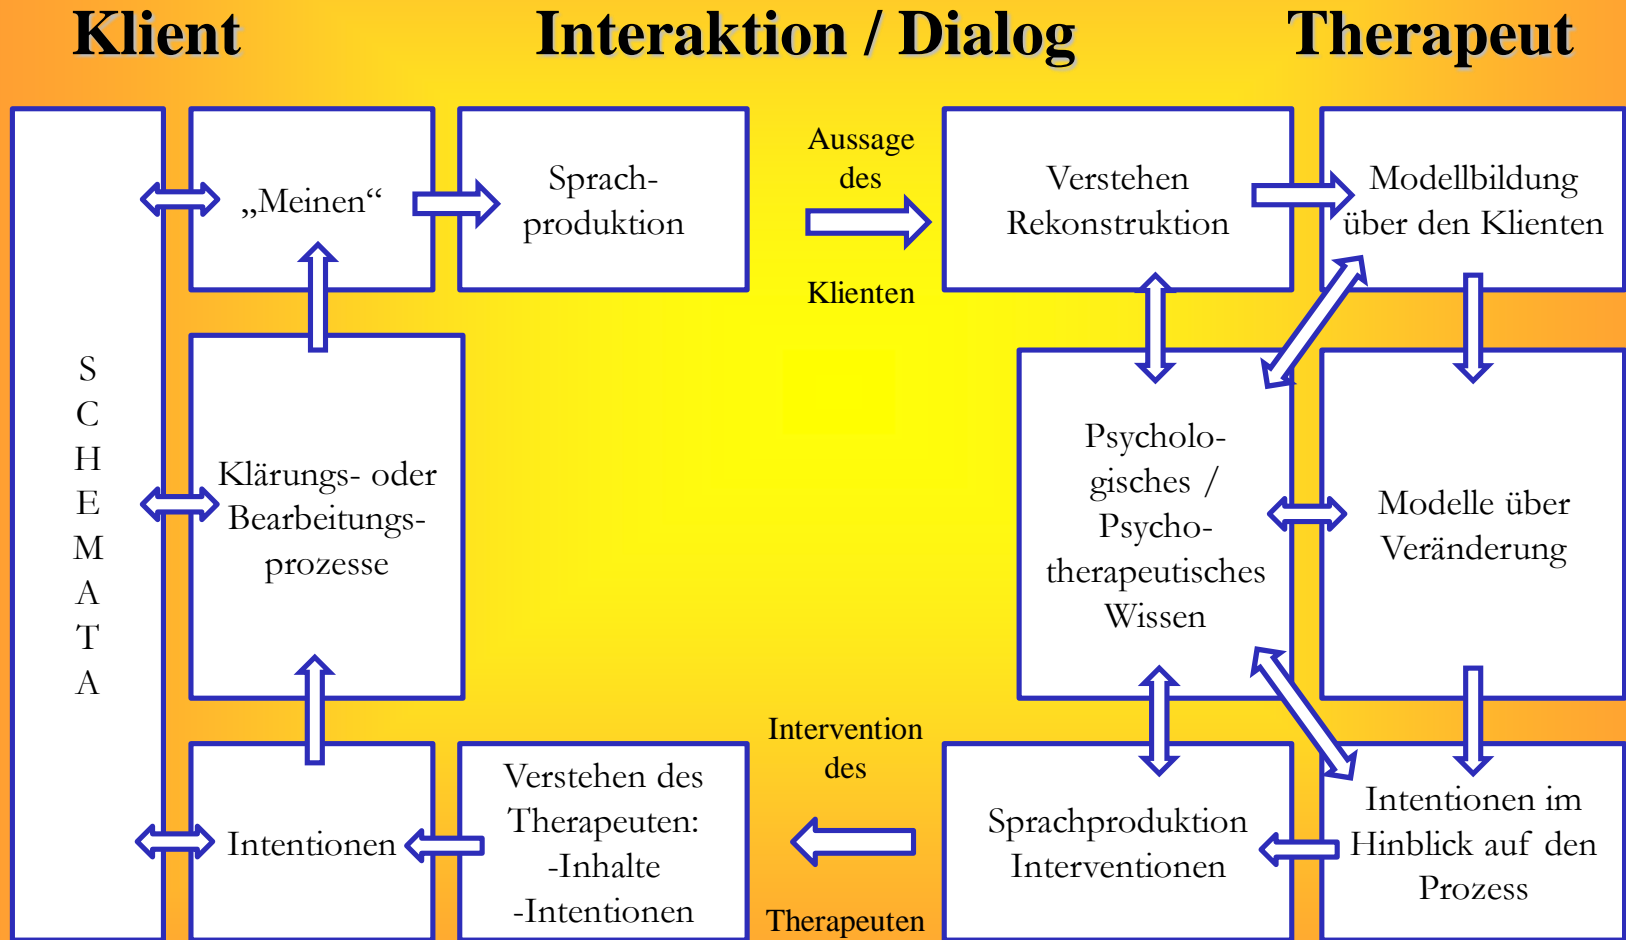 Klient
Interaktion / Dialog
Therapeut
S
C
H
E
M
A
T
A
„Meinen“
Sprach-
produktion
Aussage
des
Klienten
Verstehen
Rekonstruktion
Modellbildung
über den Klienten
Klärungs- oder
Bearbeitungs-
prozesse
Psycholo-
gisches /
Psycho-
therapeutisches
Wissen
Modelle über
Veränderung
Intentionen
Verstehen des
Therapeuten:
-Inhalte
-Intentionen
Intervention
des
Therapeuten
Sprachproduktion
Interventionen
Intentionen im
Hinblick auf den
Prozess